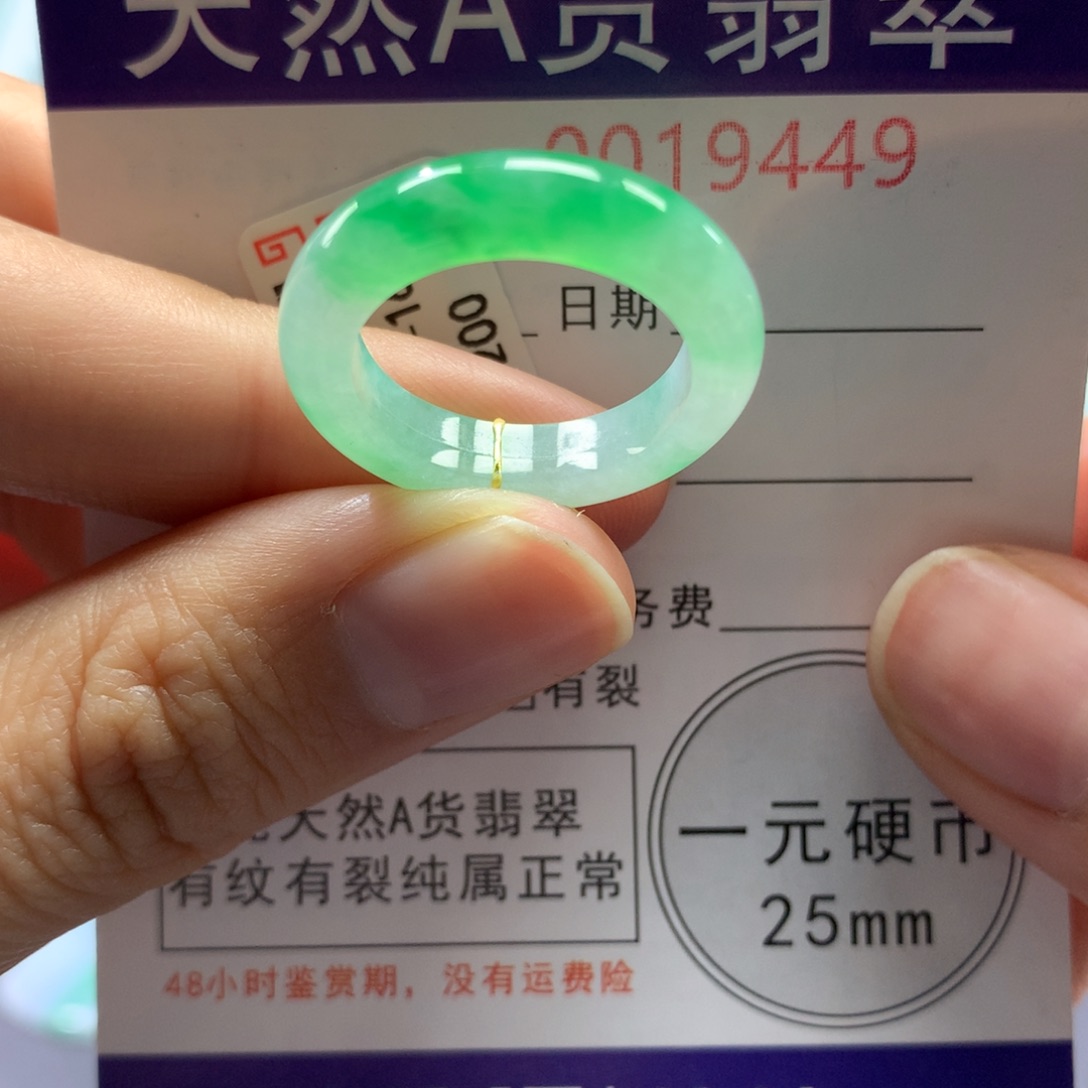 天然A货翡翠
0019449
200
日期
务费
有裂
天然A货翡翠
有纹有裂纯属正常
一元硬币
25mm
48小时鉴赏期，没有运费险